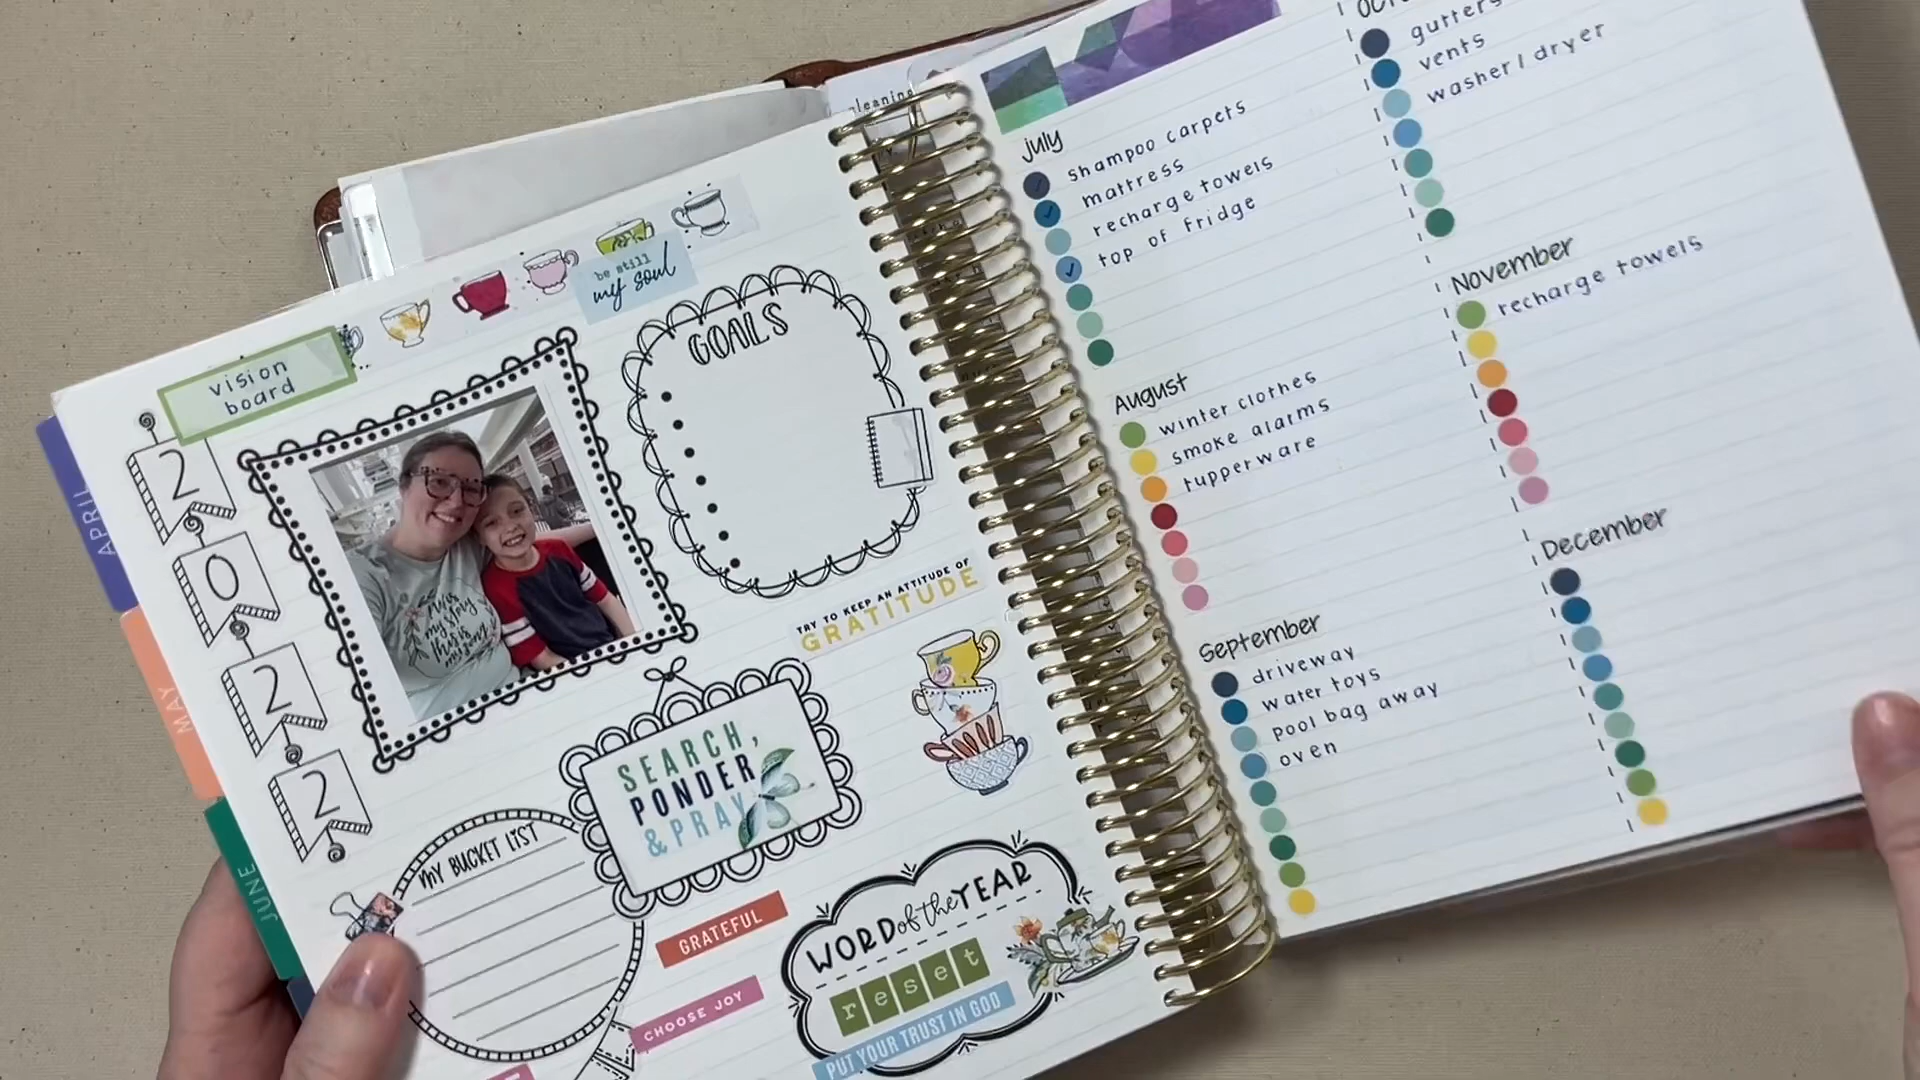 cleaning
be still
my soul
vision
board
2
0
2
2
GOALS
TRY TO KEEP AN ATTITUDE OF
GRATITUDE
SEARCH,
PONDER
& PRAY
MY BUCKET LIST
GRATEFUL
CHOOSE JOY
WORD of the YEAR
reset
PUT YOUR TRUST IN GOD
APRIL
MAY
JUNE
july
shampoo carpets
mattress
recharge towels
top of fridge
August
winter clothes
smoke alarms
tupperware
September
driveway
water toys
pool bag away
oven
gutters
vents
washer/dryer
November
recharge towels
December